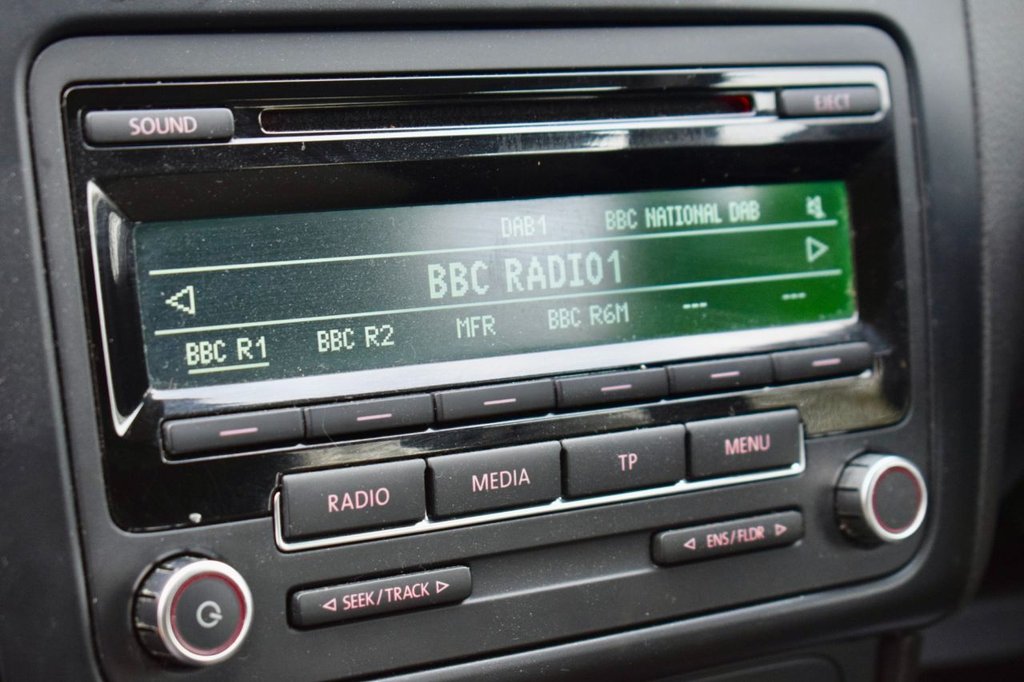 SOUND EJECT
DAB1 BBC NATIONAL DAB
BBC RADIO1
BBC R1 BBC R2 MFR BBC R6M --- ---
RADIO MEDIA TP MENU
SEEK/TRACK ENS/FLDR